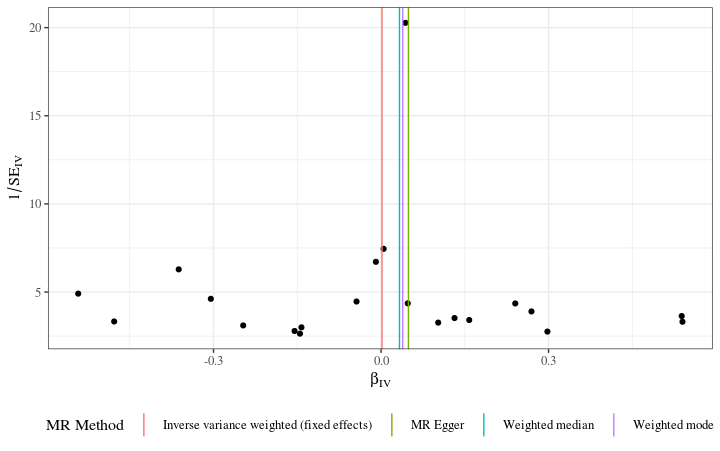 20
15
10
5
1/SE_IV
-0.3 0.0 0.3
β_IV
MR Method Inverse variance weighted (fixed effects) MR Egger Weighted median Weighted mode